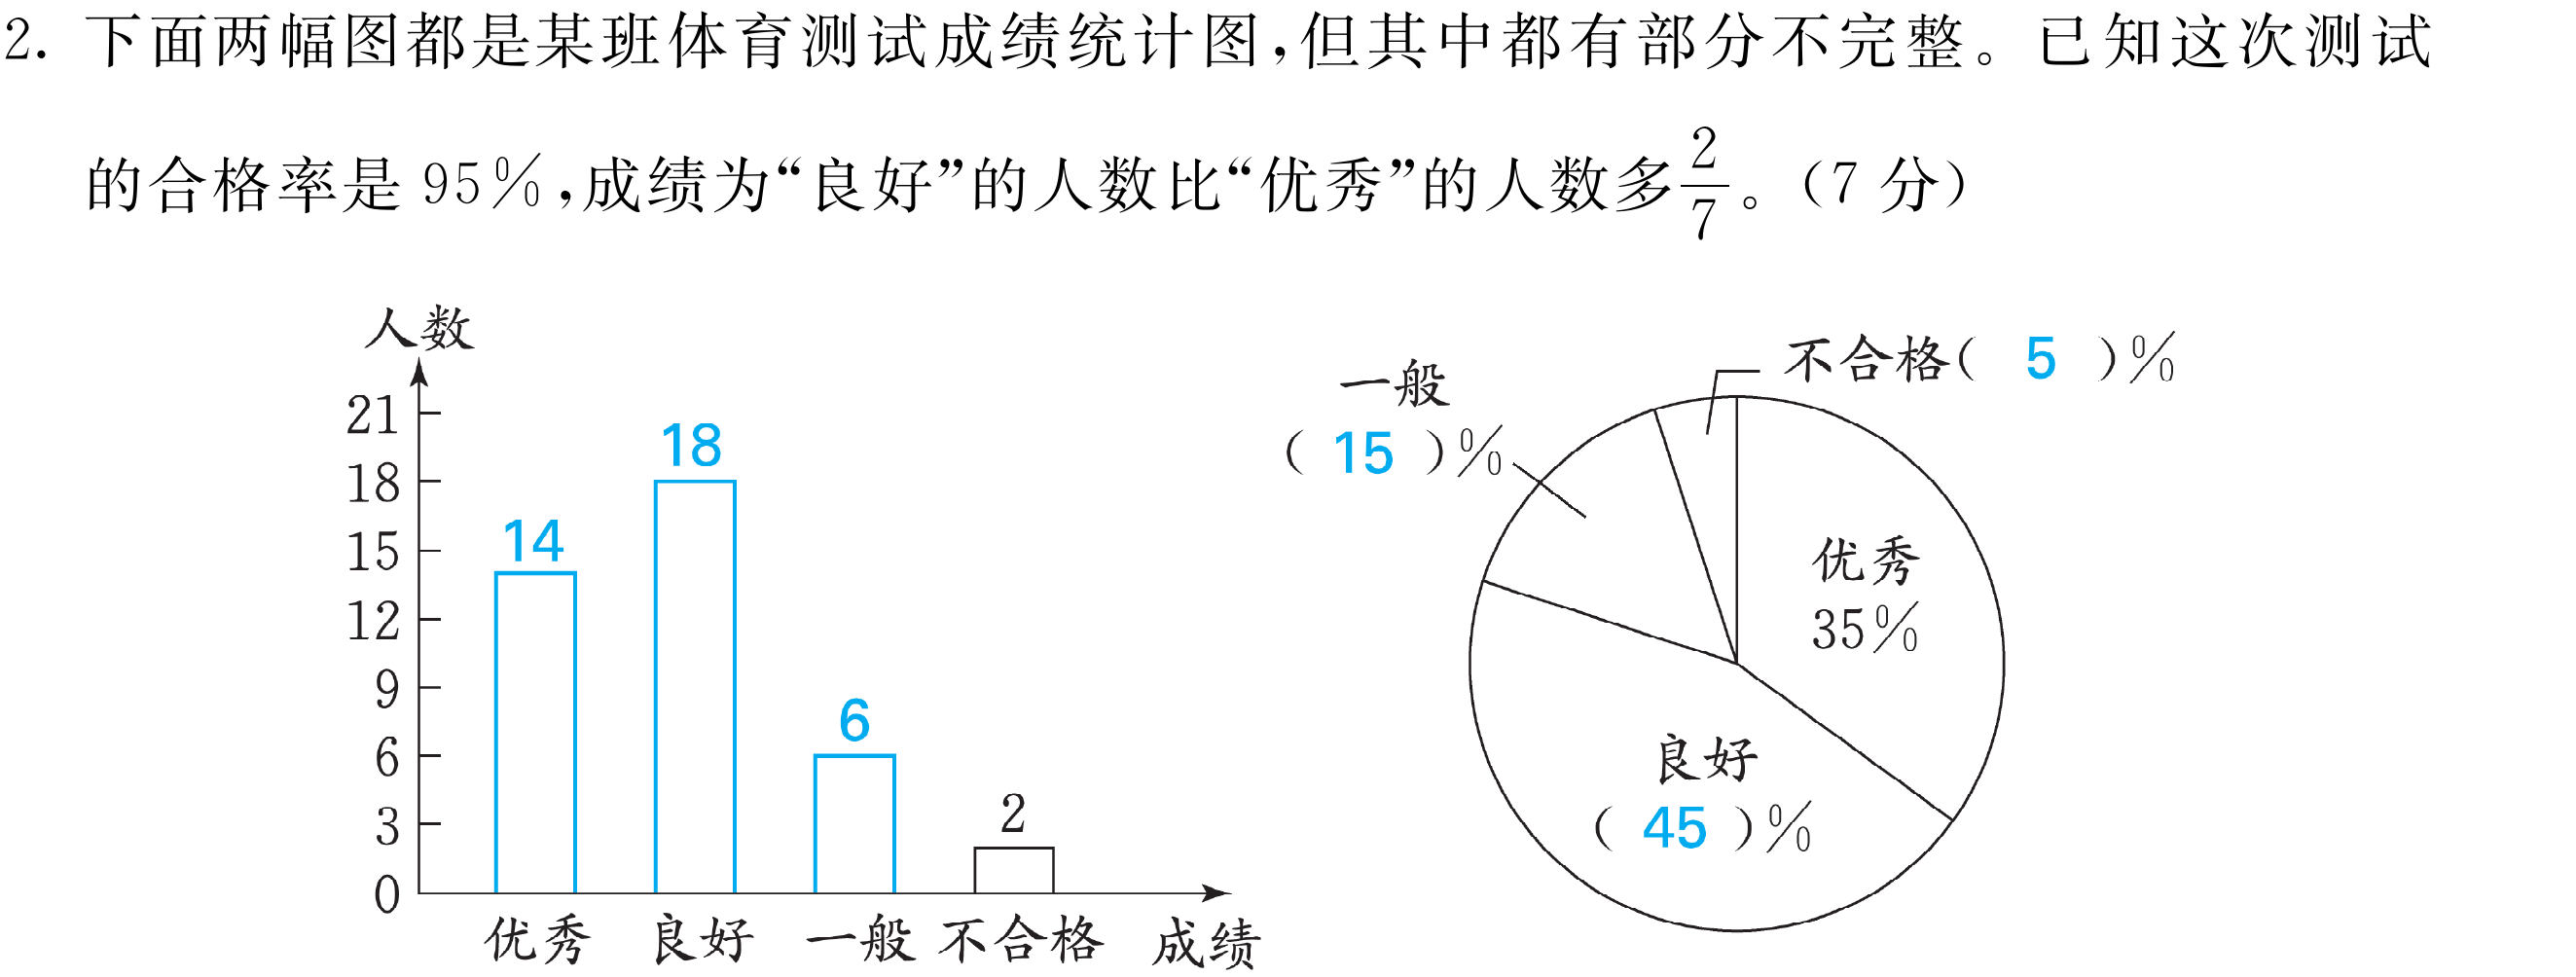 2. 下面两幅图都是某班体育测试成绩统计图,但其中都有部分不完整。已知这次测试
的合格率是 95%,成绩为“良好”的人数比“优秀”的人数多2/7。(7 分)
人数
21
18
15
12
9
6
3
0
14
18
6
2
优秀 良好 一般 不合格 成绩
不合格( 5 )%
一般
( 15 )%
优秀
35%
良好
( 45 )%